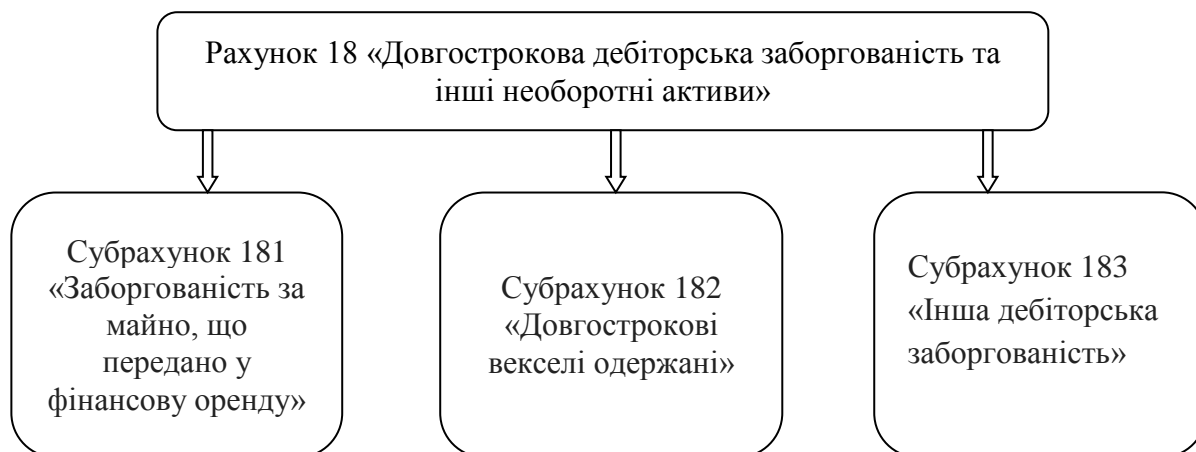 Рахунок 18 «Довгострокова дебіторська заборгованість та
інші необоротні активи»
Субрахунок 181
«Заборгованість за
майно, що
передано у
фінансову оренду»
Субрахунок 182
«Довгострокові
векселі одержані»
Субрахунок 183
«Інша дебіторська
заборгованість»